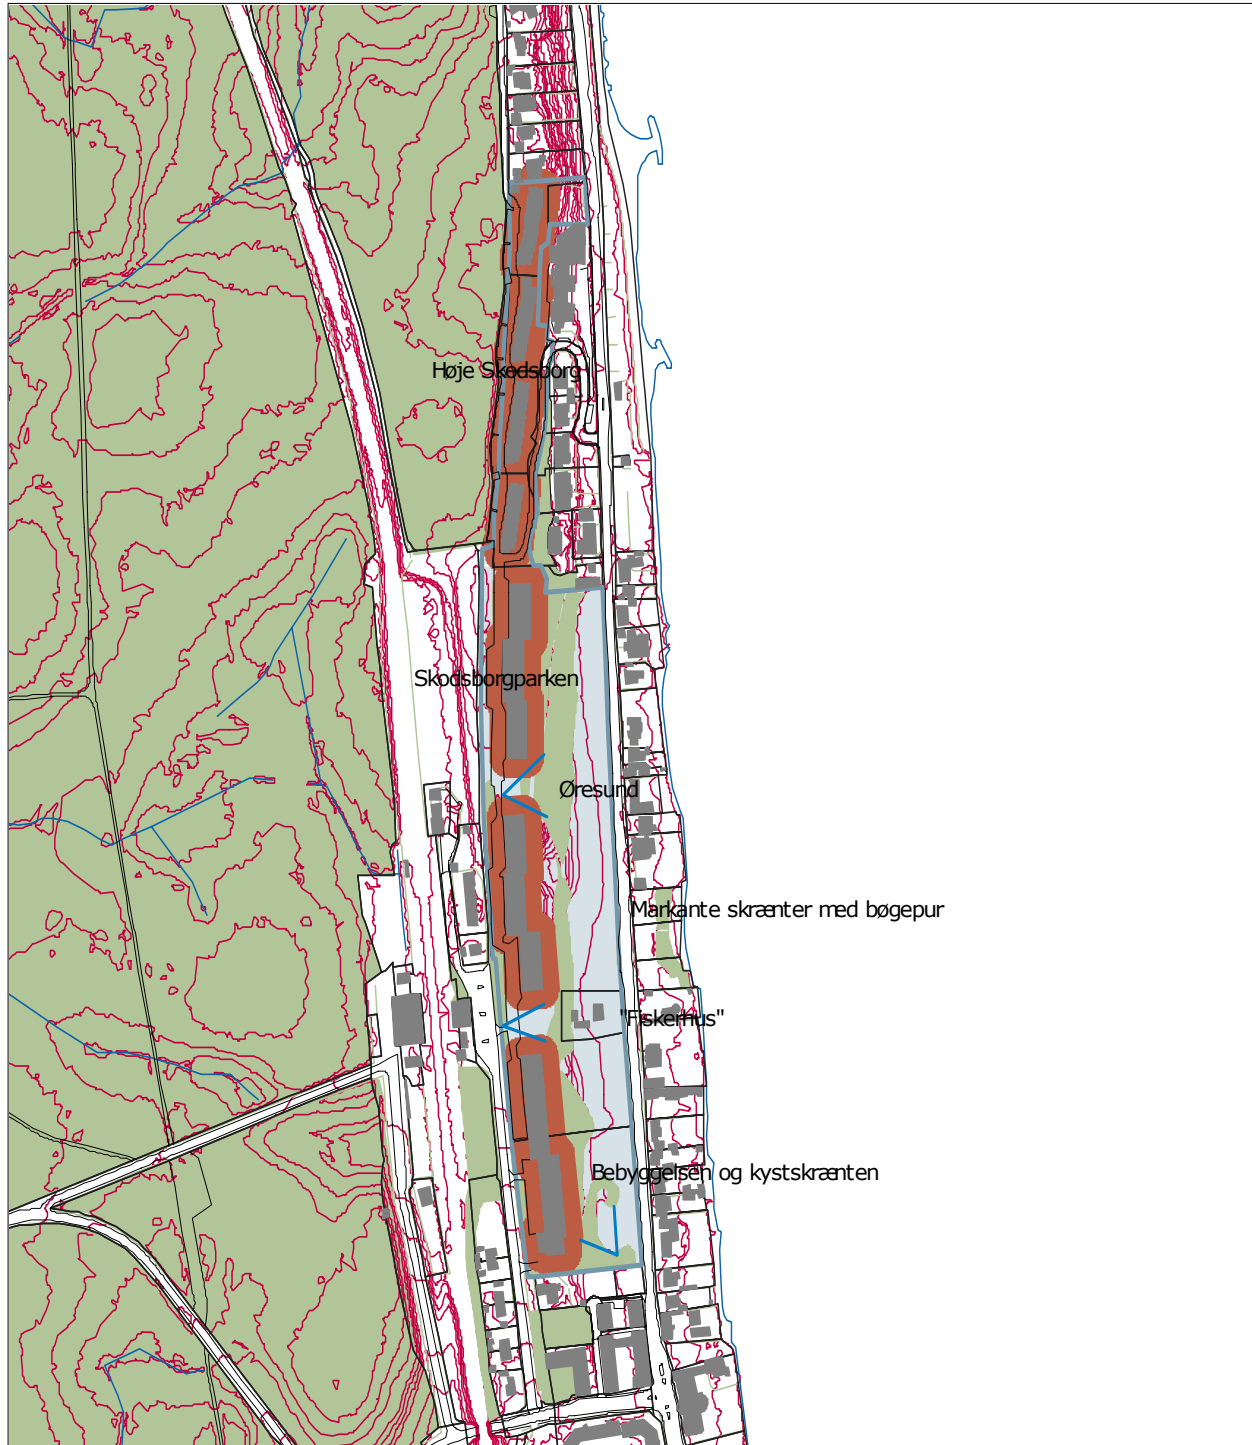 Høje Skodsborg
Skodsborgparken
Øresund
Markante skrænter med bøgepur
"Fiskerhus"
Bebyggelsen og kystskrænten